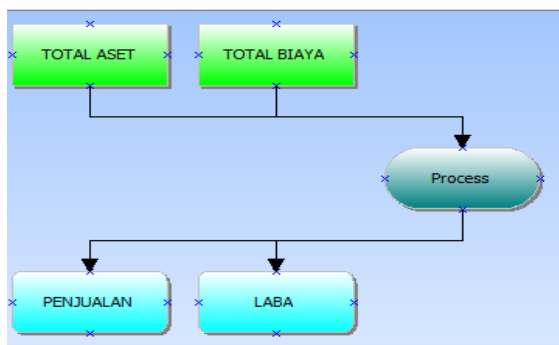 TOTAL ASET
TOTAL BIAYA
Process
PENJUALAN
LABA